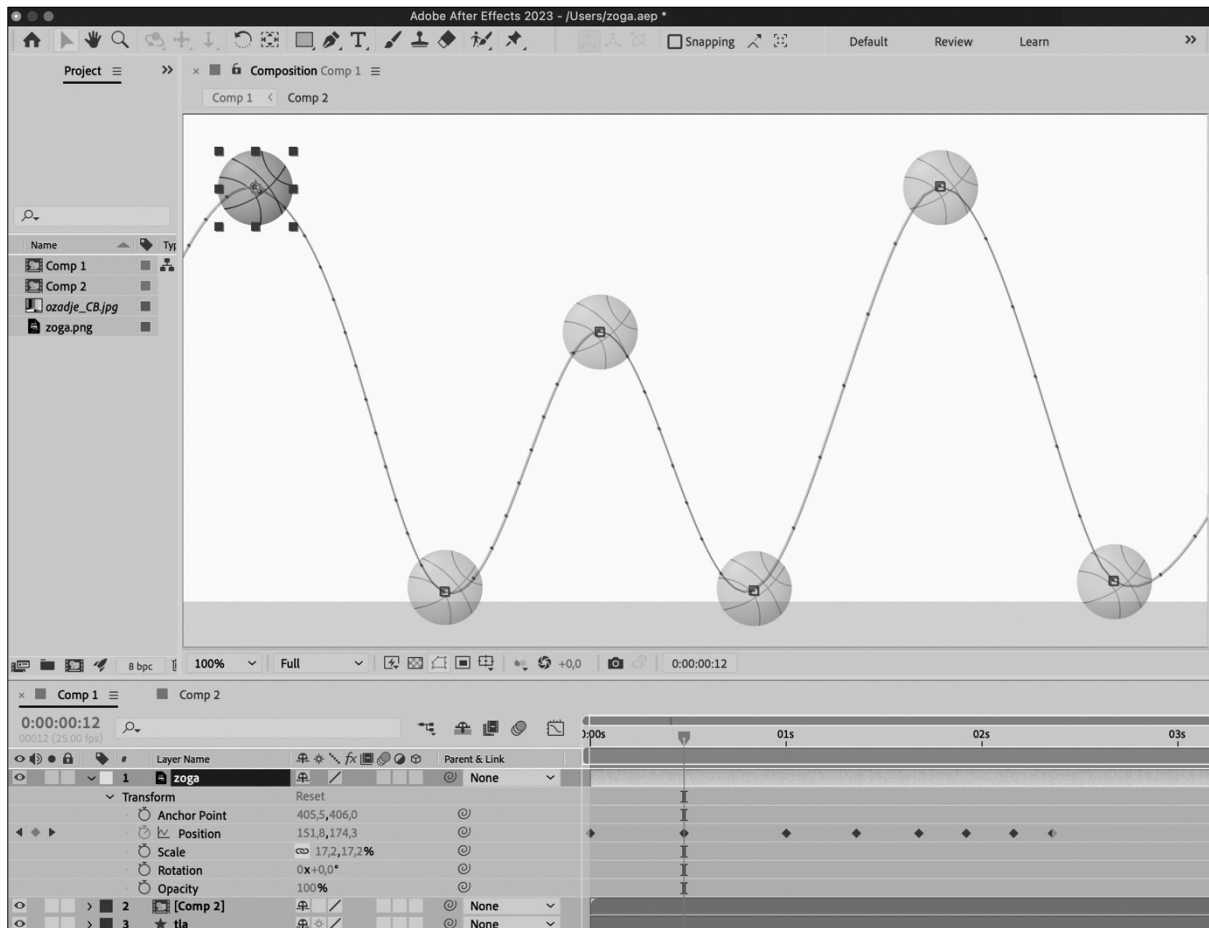 Adobe After Effects 2023 - /Users/zoga.aep *
Snapping
Default Review Learn
Project
Composition Comp 1
Comp 1 Comp 2
Name Typ
Comp 1
Comp 2
ozadje_CB.jpg
zoga.png
8 bpc
100% Full +0,0 0:00:00:12
Comp 1 Comp 2
0:00:00:12
00012 (25.00 fps)
):00s 01s 02s 03s
# Layer Name fx Parent & Link
1 zoga None
Transform Reset
Anchor Point 405,5,406,0
Position 151,8,174,3
Scale 17,2,17,2%
Rotation 0x+0,0°
Opacity 100%
2 [Comp 2] None
3 tla None